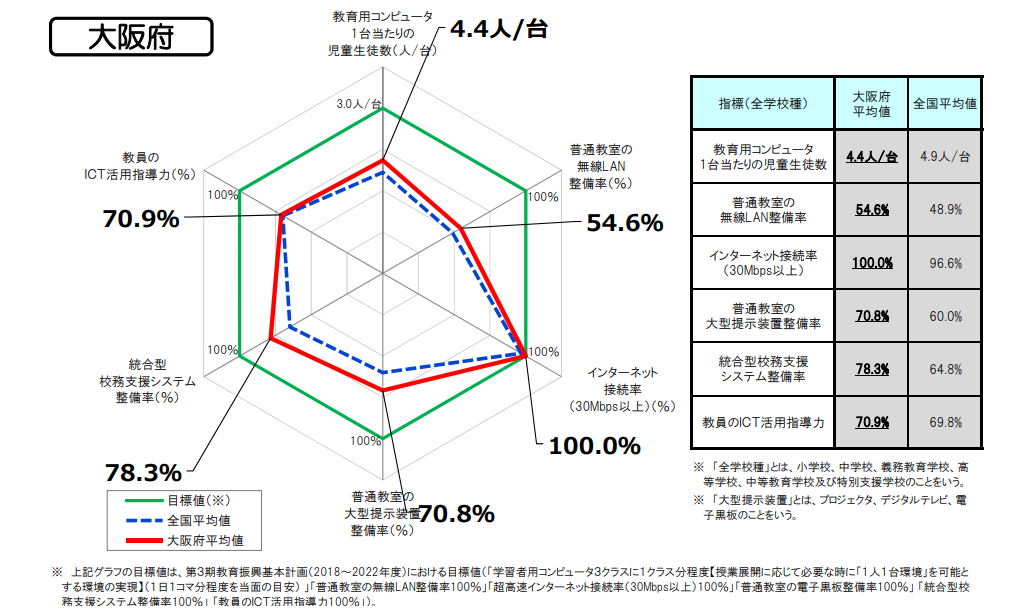 大阪府
教育用コンピュータ
1台当たりの
児童生徒数(人/台)
4.4人/台
3.0人/台
普通教室の
無線LAN
整備率(%)
100%
54.6%
教員の
ICT活用指導力(%)
100%
70.9%
100%
インターネット
接続率
(30Mbps以上)(%)
100.0%
100%
統合型
校務支援システム
整備率(%)
78.3%
100%
普通教室の
大型提示装置
整備率(%)
70.8%
目標値(※)
全国平均値
大阪府平均値
指標(全学校種) 大阪府平均値 全国平均値
教育用コンピュータ
1台当たりの児童生徒数 4.4人/台 4.9人/台
普通教室の
無線LAN整備率 54.6% 48.9%
インターネット接続率
(30Mbps以上) 100.0% 96.6%
普通教室の
大型提示装置整備率 70.8% 60.0%
統合型校務支援
システム整備率 78.3% 64.8%
教員のICT活用指導力 70.9% 69.8%
※ 「全学校種」とは、小学校、中学校、義務教育学校、高
等学校、中等教育学校及び特別支援学校のことをいう。
※ 「大型提示装置」とは、プロジェクタ、デジタルテレビ、電
子黒板のことをいう。
※ 上記グラフの目標値は、第3期教育振興基本計画(2018～2022年度)における目標値(「学習者用コンピュータ3クラスに1クラス分程度【授業展開に応じて必要な時に「1人1台環境」を可能と
する環境の実現】(1日1コマ分程度を当面の目安)」「普通教室の無線LAN整備率100%」「超高速インターネット接続率(30Mbps以上)100%」「普通教室の電子黒板整備率100%」「統合型校
務支援システム整備率100%」「教員のICT活用指導力100%」)。